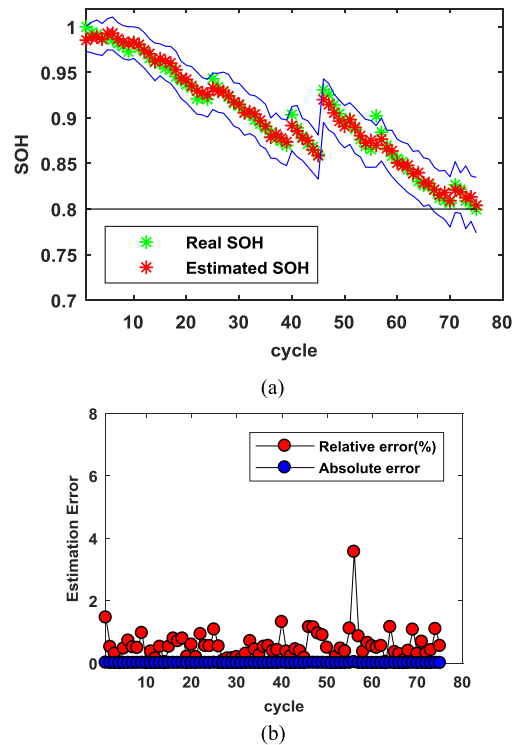 1
0.95
0.9
0.85
0.8
0.75
0.7
SOH
Real SOH
Estimated SOH
10 20 30 40 50 60 70 80
cycle
(a)
8
6
4
2
0
Estimation Error
Relative error(%)
Absolute error
10 20 30 40 50 60 70 80
cycle
(b)